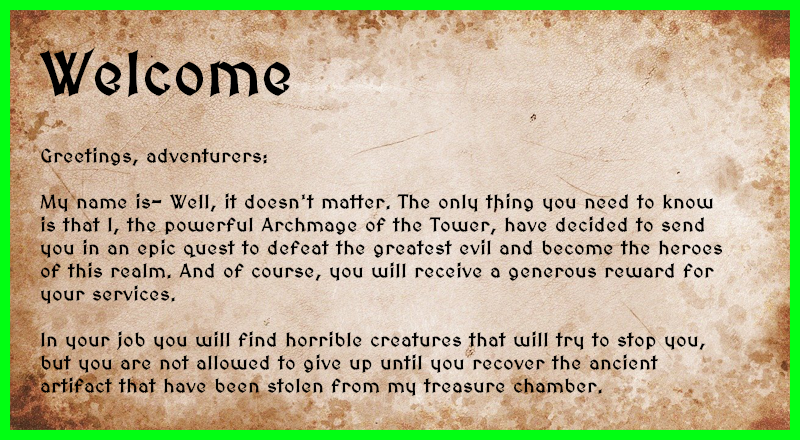 Welcome
Greetings, adventurers:
My name is- Well, it doesn't matter. The only thing you need to know
is that I, the powerful Archmage of the Tower, have decided to send
you in an epic quest to defeat the greatest evil and become the heroes
of this realm. And of course, you will receive a generous reward for
your services.
In your job you will find horrible creatures that will try to stop you,
but you are not allowed to give up until you recover the ancient
artifact that have been stolen from my treasure chamber.